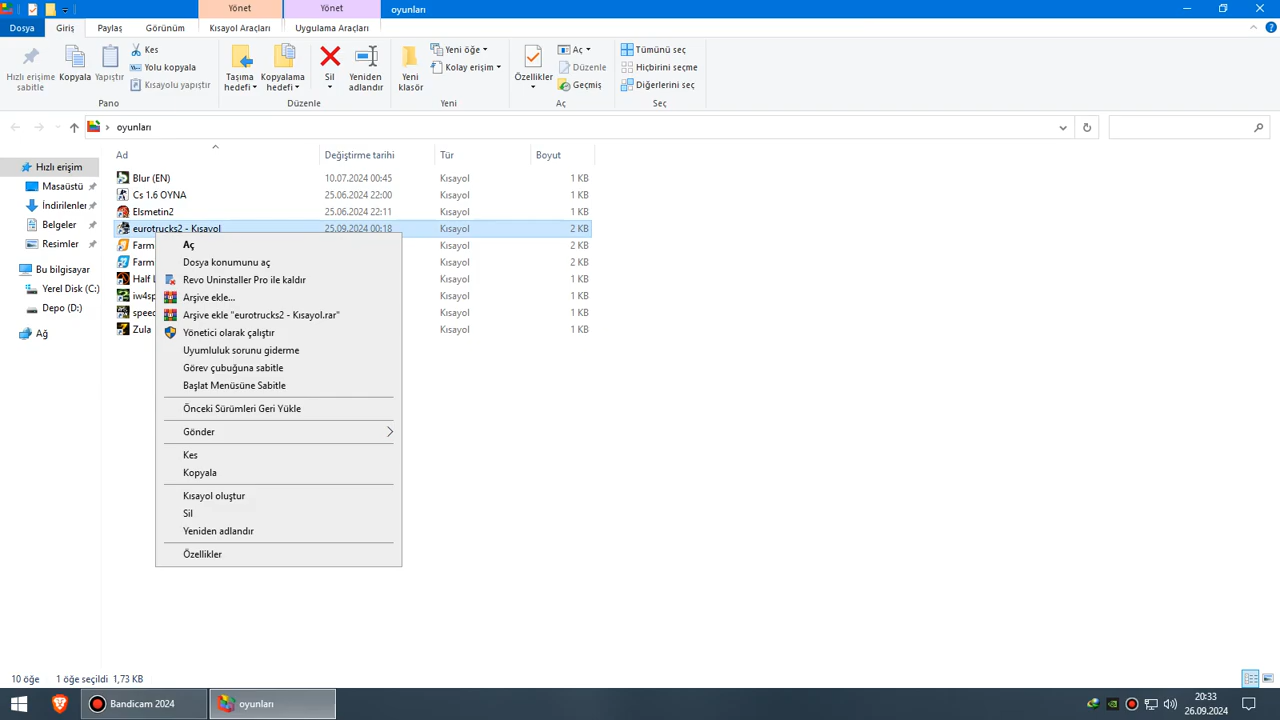 Yönet
Yönet
oyunları
Dosya
Giriş
Paylaş
Görünüm
Kısayol Araçları
Uygulama Araçları
Hızlı erişime
sabitle
Kopyala
Yapıştır
Kes
Yolu kopyala
Kısayolu yapıştır
Pano
Taşıma
hedefi
Kopyalama
hedefi
Sil
Yeniden
adlandır
Düzenle
Yeni
klasör
Yeni öğe
Kolay erişim
Yeni
Özellikler
Aç
Düzenle
Geçmiş
Aç
Tümünü seç
Hiçbirini seçme
Diğerlerini seç
Seç
oyunları
Ad
Değiştirme tarihi
Tür
Boyut
Hızlı erişim
Masaüstü
İndirilenler
Belgeler
Resimler
Bu bilgisayar
Yerel Disk (C:)
Depo (D:)
Ağ
Blur (EN) 10.07.2024 00:45 Kısayol 1 KB
Cs 1.6 OYNA 25.06.2024 22:00 Kısayol 1 KB
Elsmetin2 25.06.2024 22:11 Kısayol 1 KB
eurotrucks2 - Kısayol 25.09.2024 00:18 Kısayol 2 KB
Farm Kısayol 2 KB
Farm Kısayol 2 KB
Half Kısayol 1 KB
iw4sp Kısayol 1 KB
speed Kısayol 1 KB
Zula Kısayol 1 KB
Aç
Dosya konumunu aç
Revo Uninstaller Pro ile kaldır
Arşive ekle...
Arşive ekle "eurotrucks2 - Kısayol.rar"
Yönetici olarak çalıştır
Uyumluluk sorunu giderme
Görev çubuğuna sabitle
Başlat Menüsüne Sabitle
Önceki Sürümleri Geri Yükle
Gönder
Kes
Kopyala
Kısayol oluştur
Sil
Yeniden adlandır
Özellikler
10 öğe 1 öğe seçildi 1,73 KB
Bandicam 2024
oyunları
20:33
26.09.2024